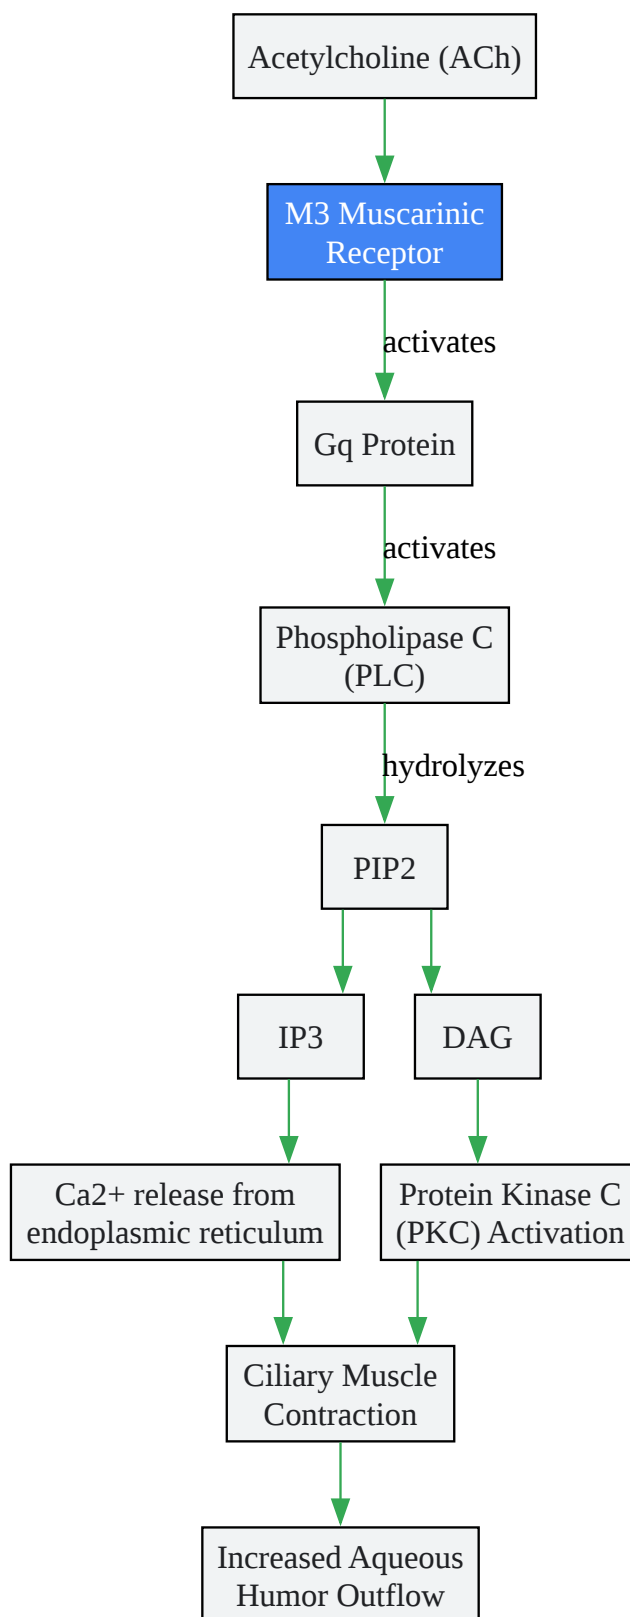 Acetylcholine (ACh)
M3 Muscarinic
Receptor
activates
Gq Protein
activates
Phospholipase C
(PLC)
hydrolyzes
PIP2
IP3
DAG
Ca2+ release from
endoplasmic reticulum
Protein Kinase C
(PKC) Activation
Ciliary Muscle
Contraction
Increased Aqueous
Humor Outflow